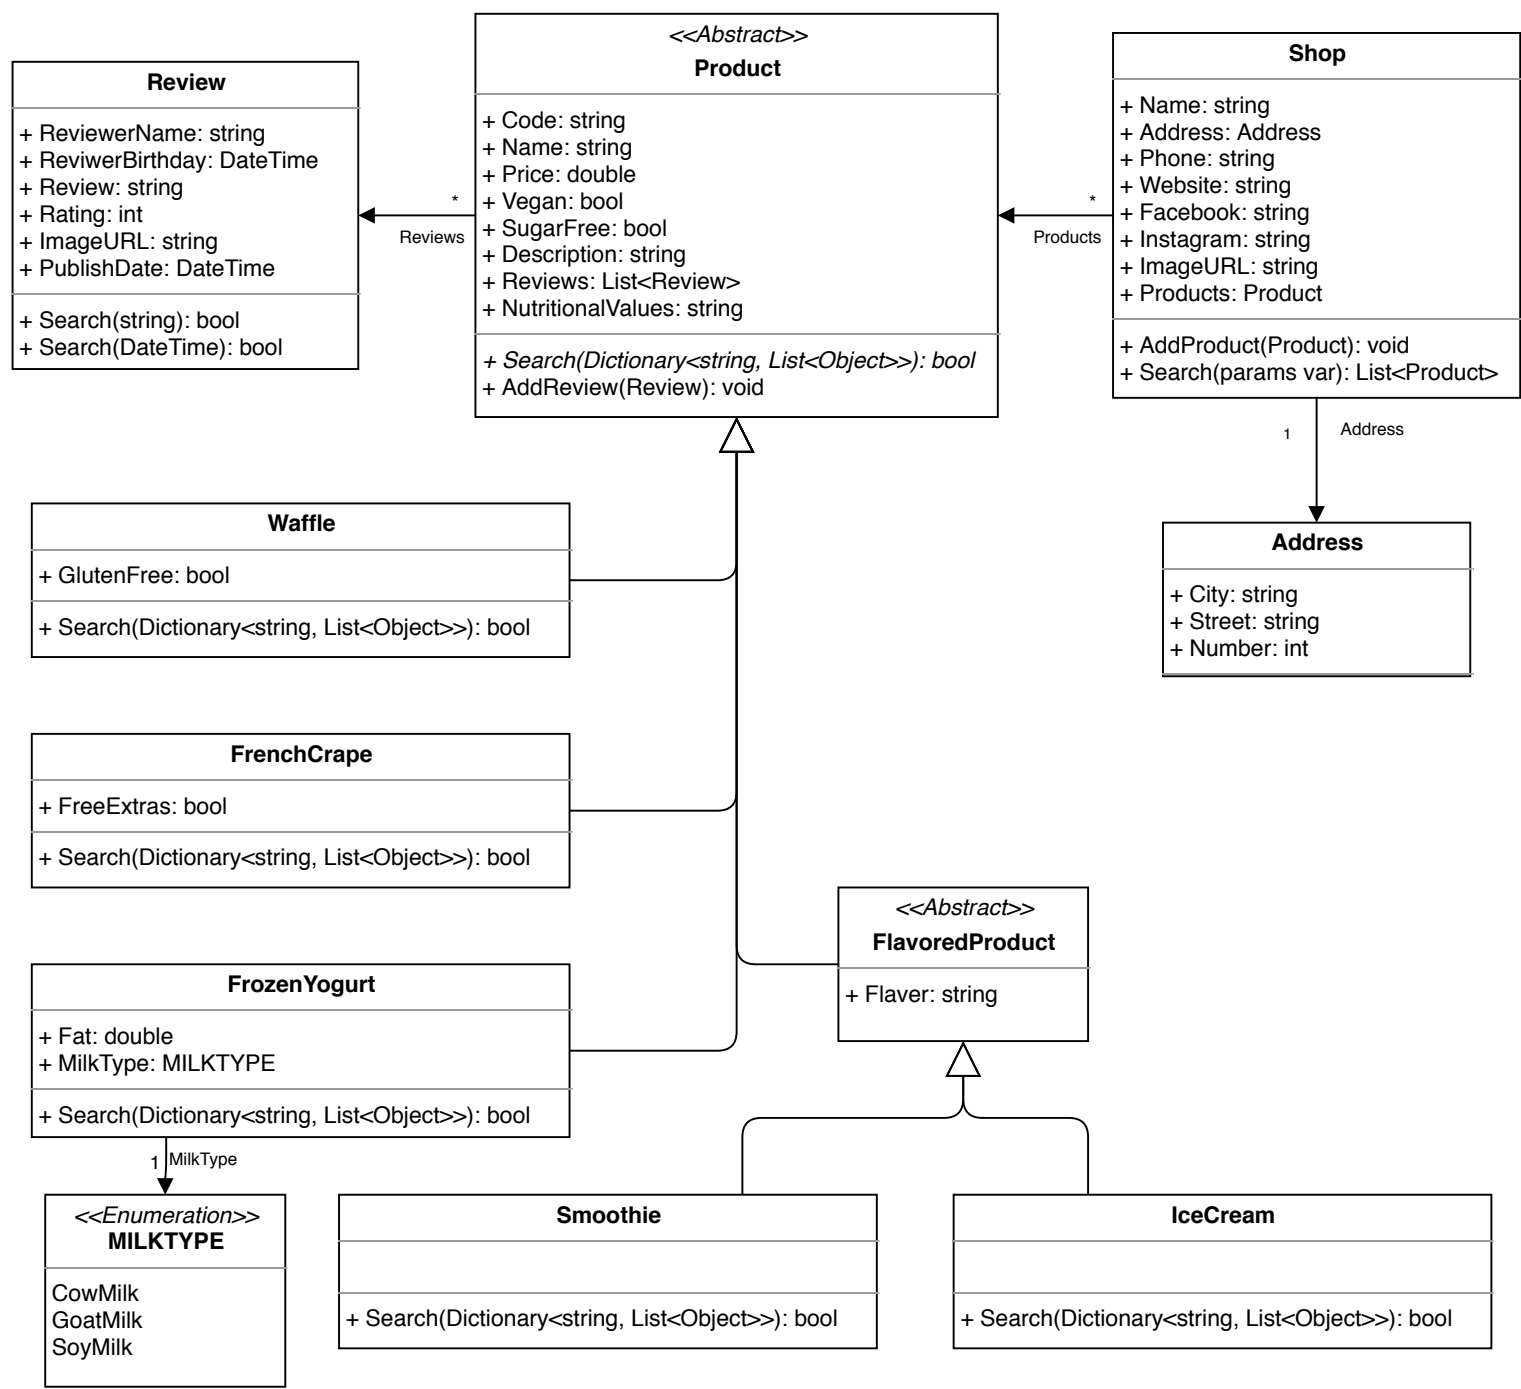 <<Abstract>>
Product
+ Code: string
+ Name: string
+ Price: double
+ Vegan: bool
+ SugarFree: bool
+ Description: string
+ Reviews: List<Review>
+ NutritionalValues: string
+ Search(Dictionary<string, List<Object>>): bool
+ AddReview(Review): void
Review
+ ReviewerName: string
+ ReviwerBirthday: DateTime
+ Review: string
+ Rating: int
+ ImageURL: string
+ PublishDate: DateTime
+ Search(string): bool
+ Search(DateTime): bool
*
Reviews
Shop
+ Name: string
+ Address: Address
+ Phone: string
+ Website: string
+ Facebook: string
+ Instagram: string
+ ImageURL: string
+ Products: Product
+ AddProduct(Product): void
+ Search(params var): List<Product>
*
Products
1
Address
Address
+ City: string
+ Street: string
+ Number: int
Waffle
+ GlutenFree: bool
+ Search(Dictionary<string, List<Object>>): bool
FrenchCrape
+ FreeExtras: bool
+ Search(Dictionary<string, List<Object>>): bool
<<Abstract>>
FlavoredProduct
+ Flaver: string
FrozenYogurt
+ Fat: double
+ MilkType: MILKTYPE
+ Search(Dictionary<string, List<Object>>): bool
1
MilkType
<<Enumeration>>
MILKTYPE
CowMilk
GoatMilk
SoyMilk
Smoothie
+ Search(Dictionary<string, List<Object>>): bool
IceCream
+ Search(Dictionary<string, List<Object>>): bool